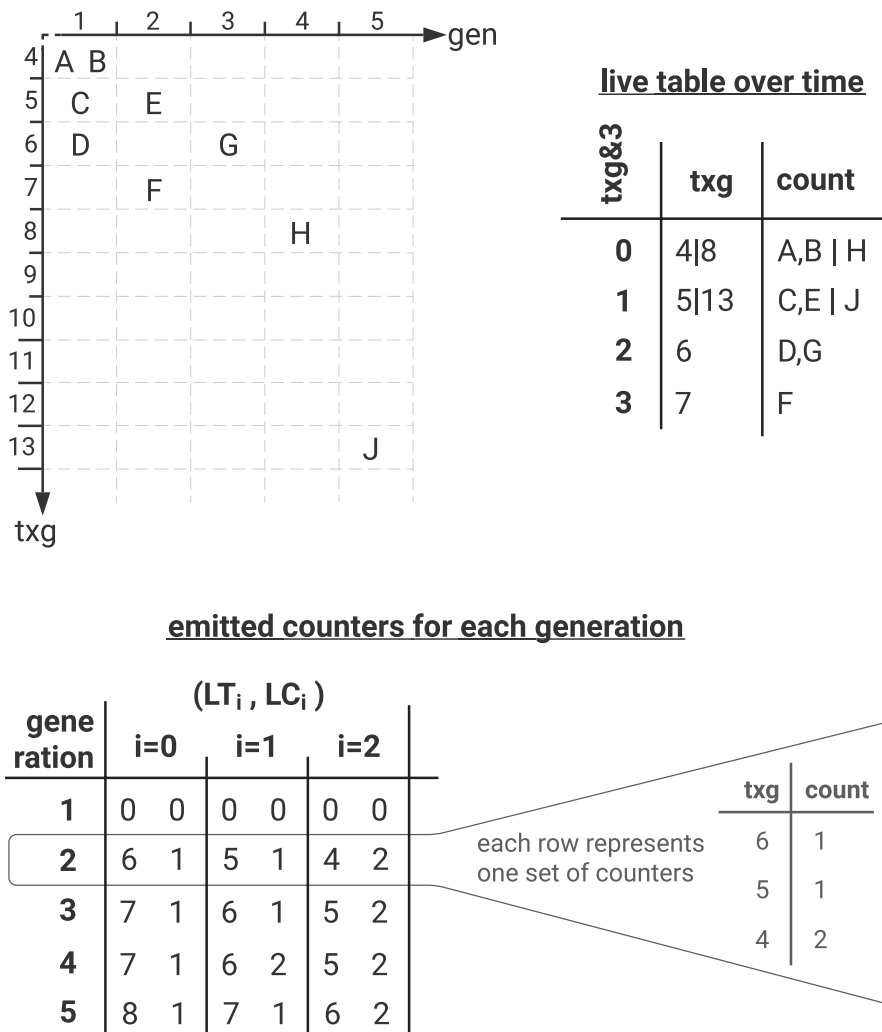 1 2 3 4 5
gen
4 A B
5 C E
6 D G
7 F
8 H
9
10
11
12
13 J
txg
live table over time
txg&3 txg count
0 4|8 A,B | H
1 5|13 C,E | J
2 6 D,G
3 7 F
emitted counters for each generation
(LTi , LCi )
gene
ration i=0 i=1 i=2
1 0 0 0 0 0 0
2 6 1 5 1 4 2
3 7 1 6 1 5 2
4 7 1 6 2 5 2
5 8 1 7 1 6 2
each row represents
one set of counters
txg count
6 1
5 1
4 2